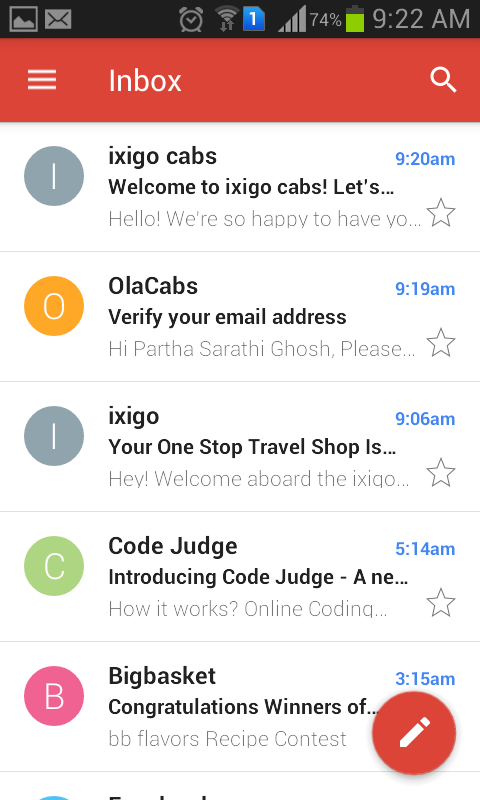 1 74% 9:22 AM
Inbox
I
ixigo cabs 9:20am
Welcome to ixigo cabs! Let's...
Hello! We're so happy to have yo...
O
OlaCabs 9:19am
Verify your email address
Hi Partha Sarathi Ghosh, Please...
I
ixigo 9:06am
Your One Stop Travel Shop Is...
Hey! Welcome aboard the ixigo...
C
Code Judge 5:14am
Introducing Code Judge - A ne...
How it works? Online Coding...
B
Bigbasket 3:15am
Congratulations Winners of...
bb flavors Recipe Contest